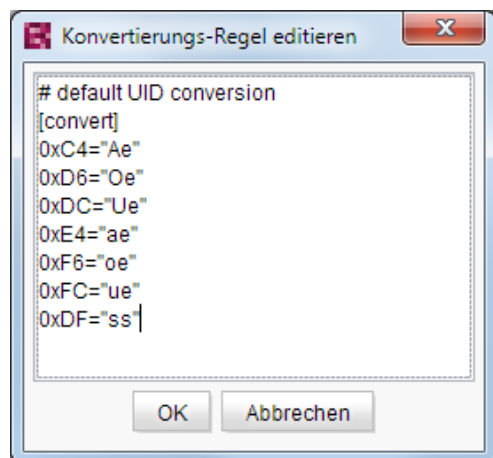 Konvertierungs-Regel editieren
# default UID conversion
[convert]
0xC4="Ae"
0xD6="Oe"
0xDC="Ue"
0xE4="ae"
0xF6="oe"
0xFC="ue"
0xDF="ss"
OK Abbrechen